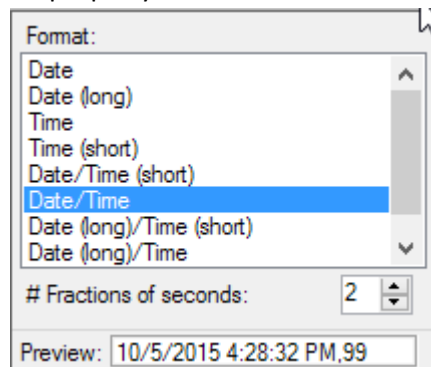 Format:
Date
Date (long)
Time
Time (short)
Date/Time (short)
Date/Time
Date (long)/Time (short)
Date (long)/Time
# Fractions of seconds: 2
Preview: 10/5/2015 4:28:32 PM,99